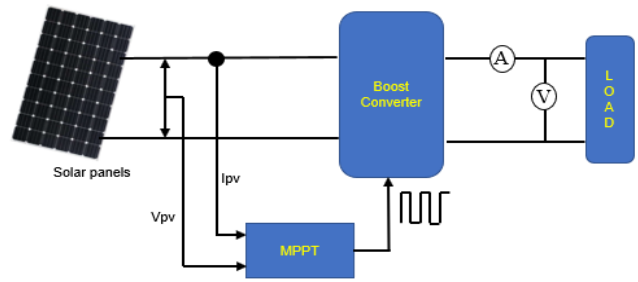 Boost
Converter
A
V
L
O
A
D
Solar panels
Ipv
Vpv
MPPT